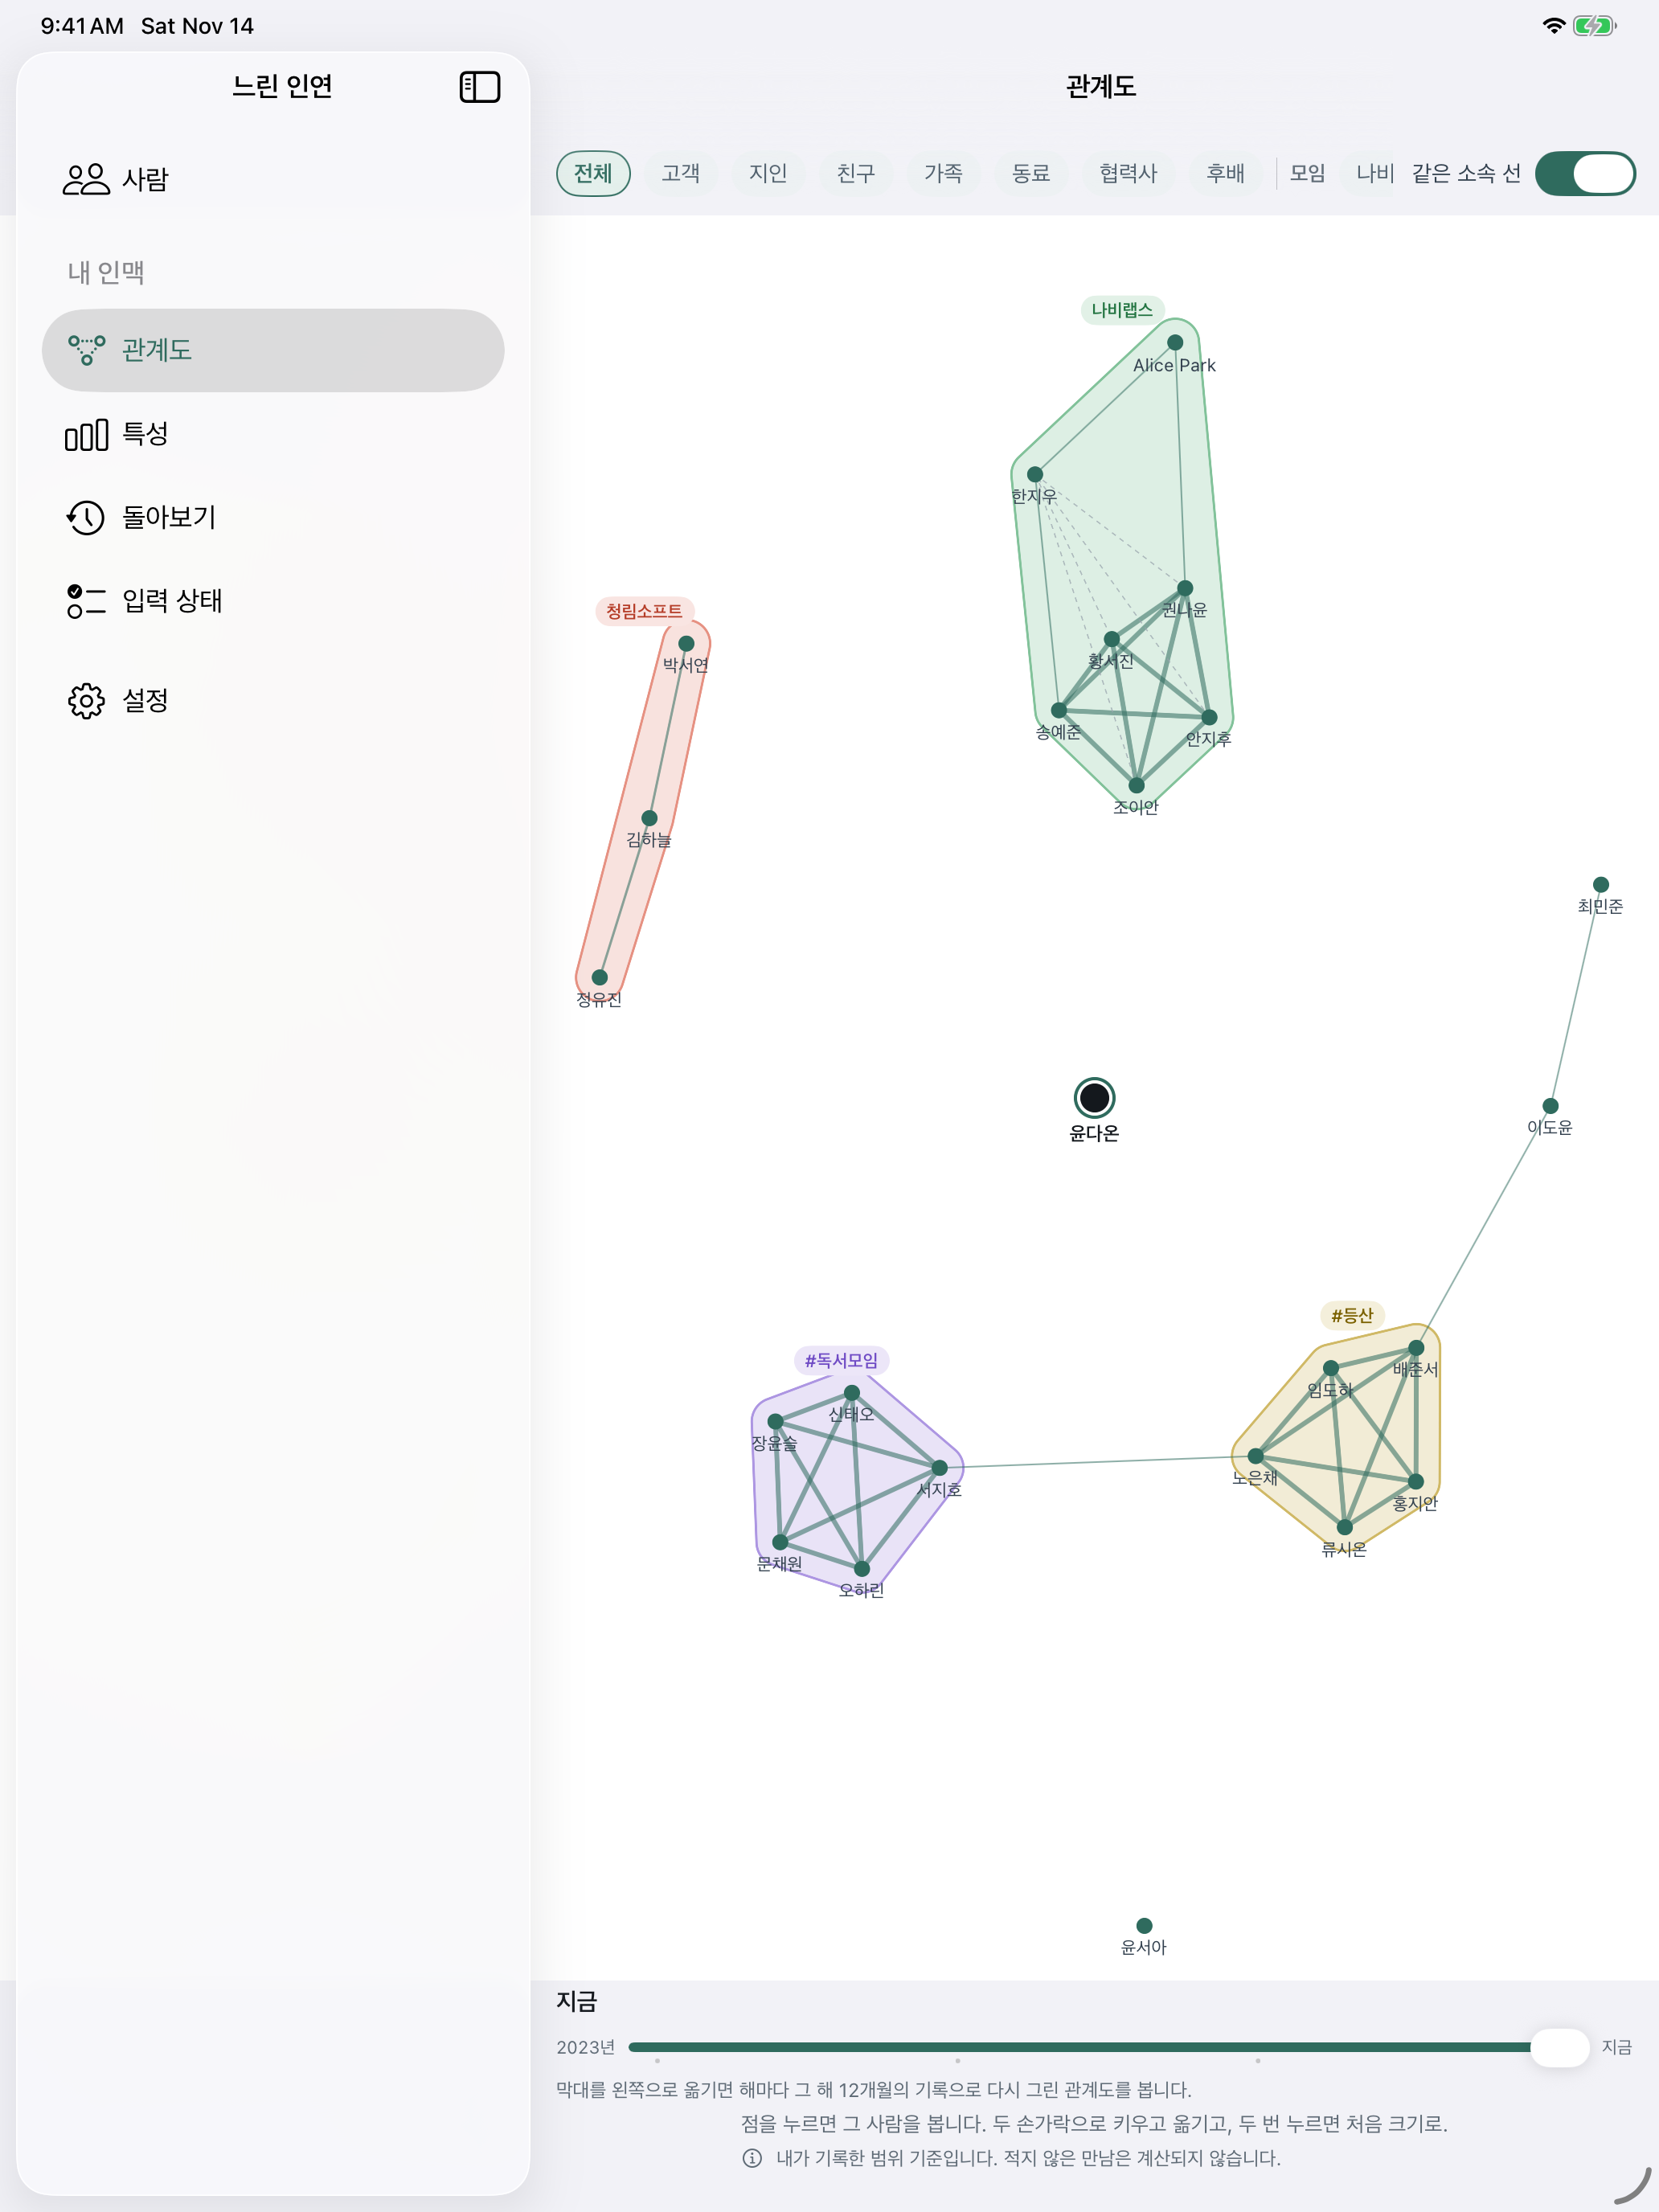 9:41 AM Sat Nov 14
느린 인연
사람
내 인맥
관계도
특성
돌아보기
입력 상태
설정
관계도
전체 고객 지인 친구 가족 동료 협력사 후배 모임 나비 같은 소속 선
나비랩스
Alice Park
한지우
권나윤
황서진
송예준
안지후
조이안
청림소프트
박서연
김하늘
정유진
최민준
이도윤
윤다온
#등산
배준서
임도하
노은채
홍지안
류시온
#독서모임
신태오
장윤슬
서지호
문채원
오하린
윤서아
지금
2023년 지금
막대를 왼쪽으로 옮기면 해마다 그 해 12개월의 기록으로 다시 그린 관계도를 봅니다.
점을 누르면 그 사람을 봅니다. 두 손가락으로 키우고 옮기고, 두 번 누르면 처음 크기로.
내가 기록한 범위 기준입니다. 적지 않은 만남은 계산되지 않습니다.